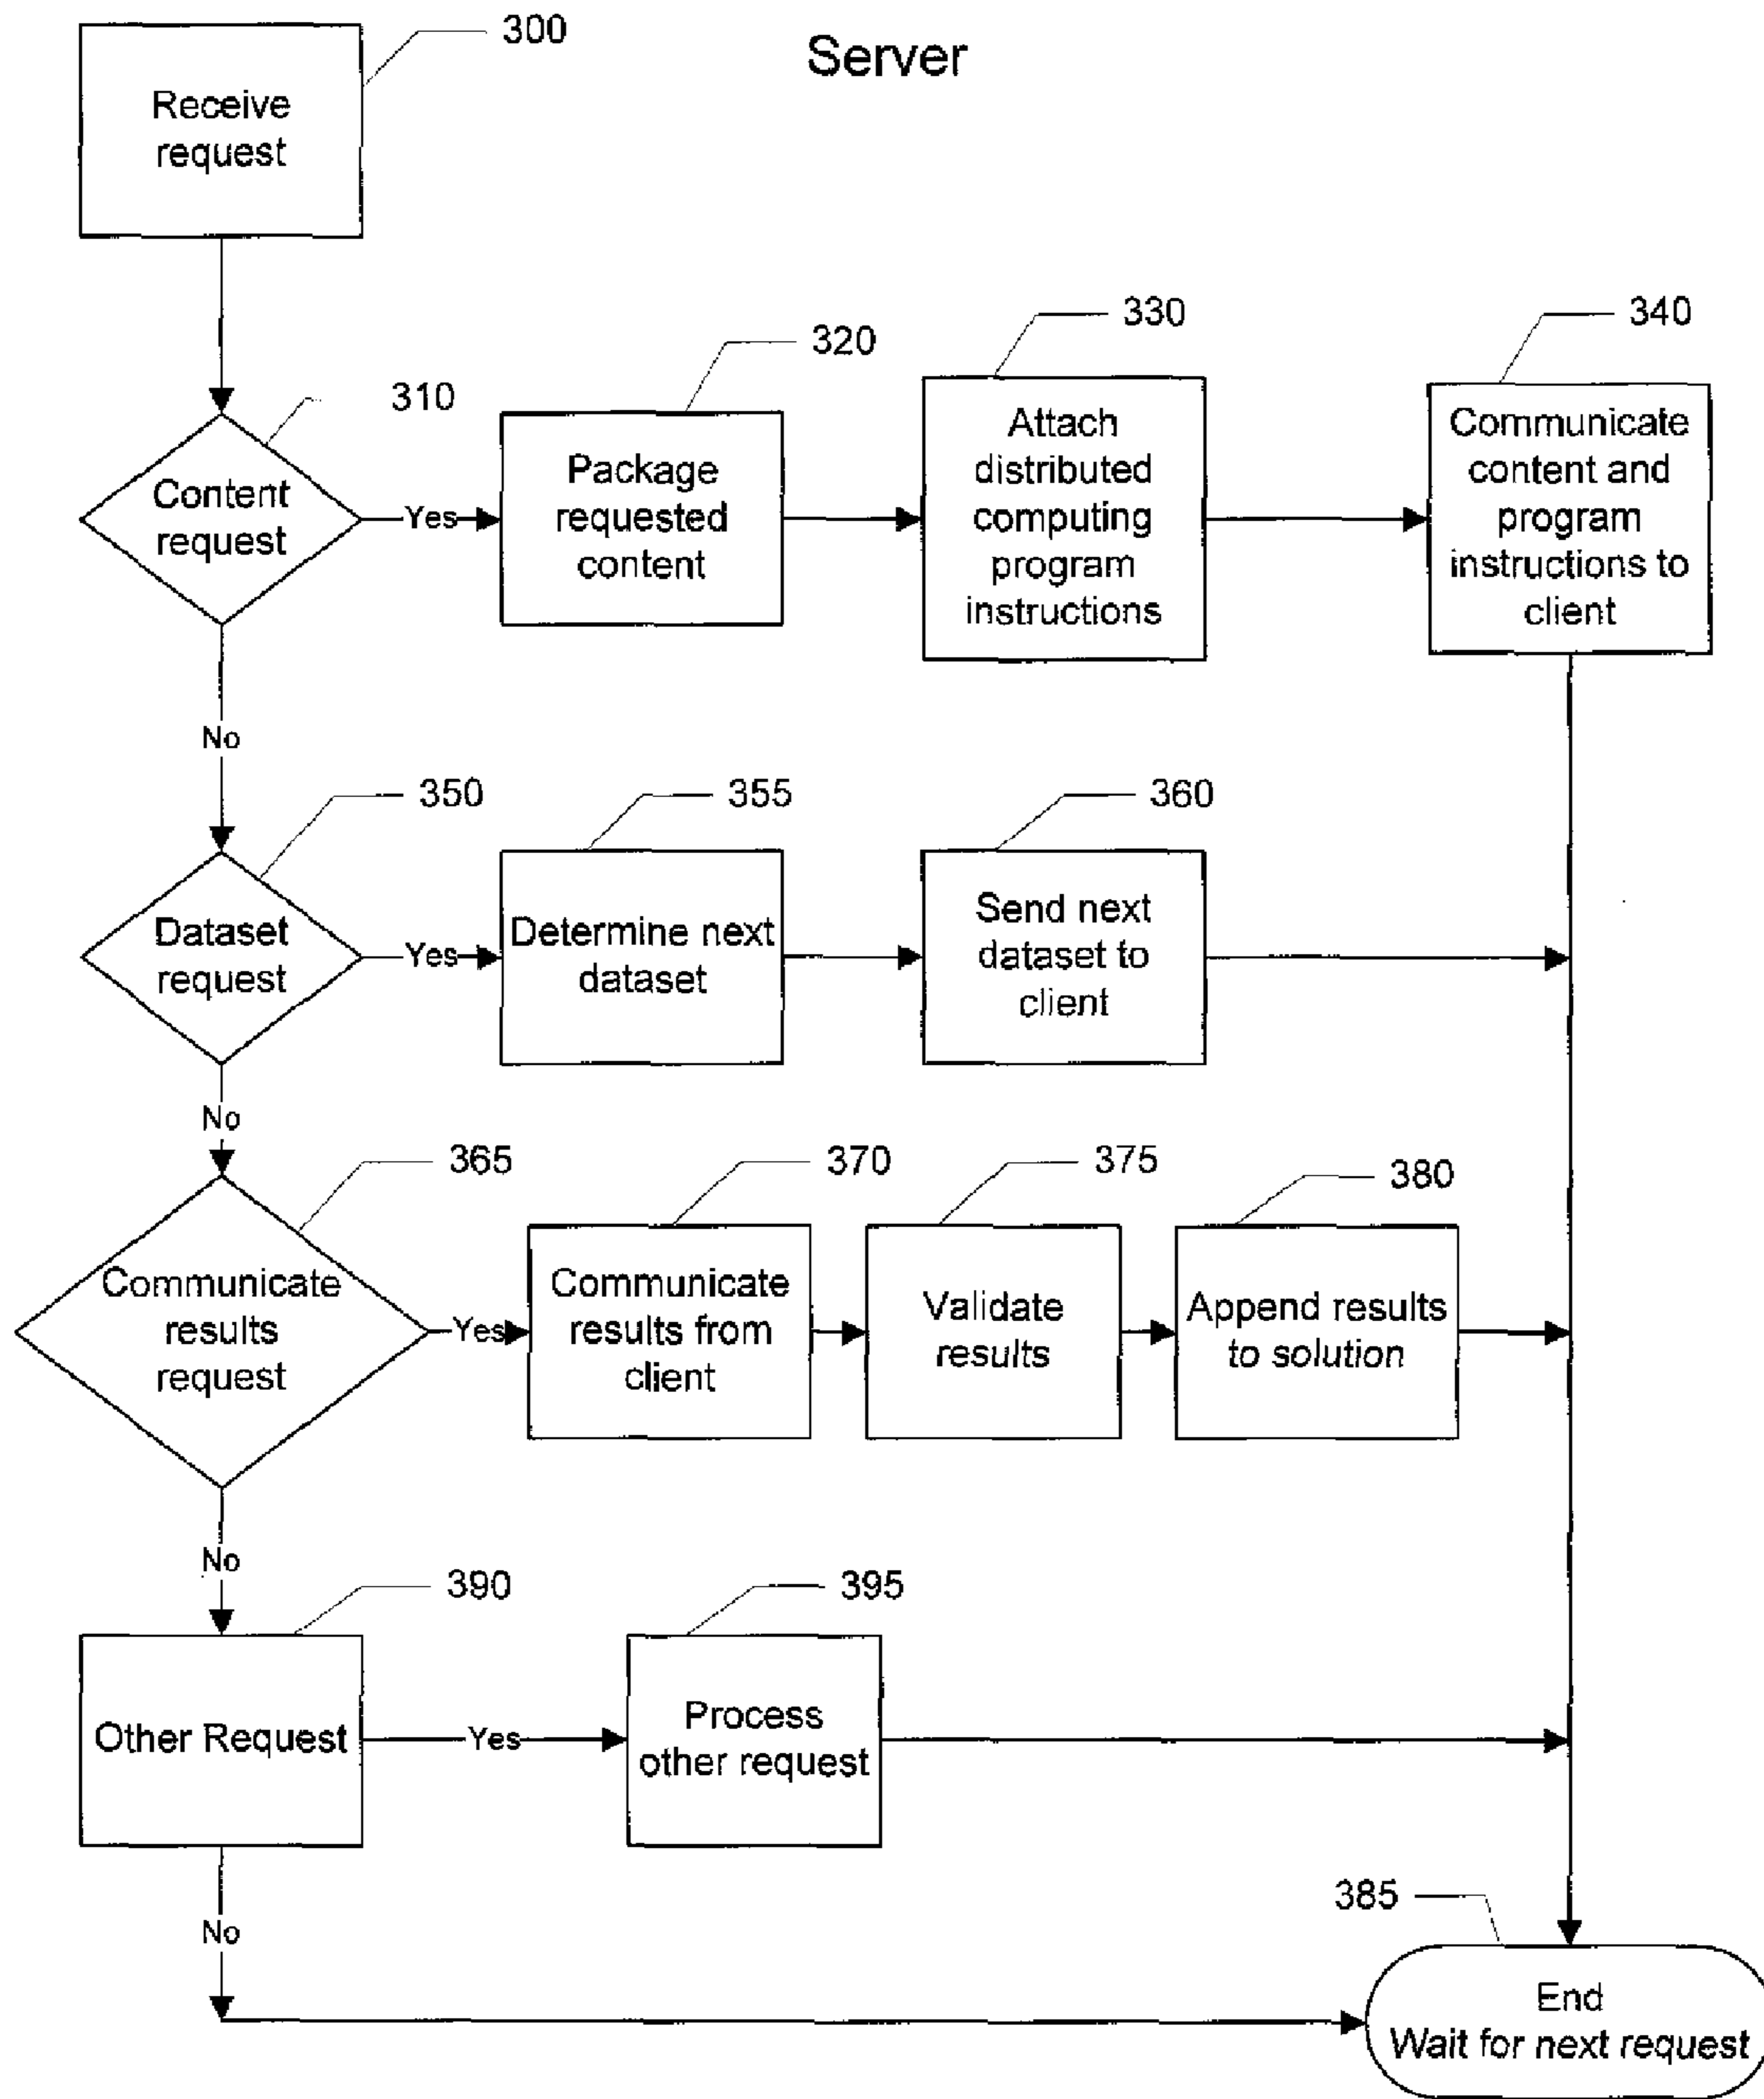 Server
300
Receive
request
310
Content
request
Yes
320
Package
requested
content
330
Attach
distributed
computing
program
instructions
340
Communicate
content and
program
instructions to
client
No
350
Dataset
request
Yes
355
Determine next
dataset
360
Send next
dataset to
client
No
365
Communicate
results
request
Yes
370
Communicate
results from
client
375
Validate
results
380
Append results
to solution
No
390
Other Request
Yes
395
Process
other request
No
385
End
Wait for next request